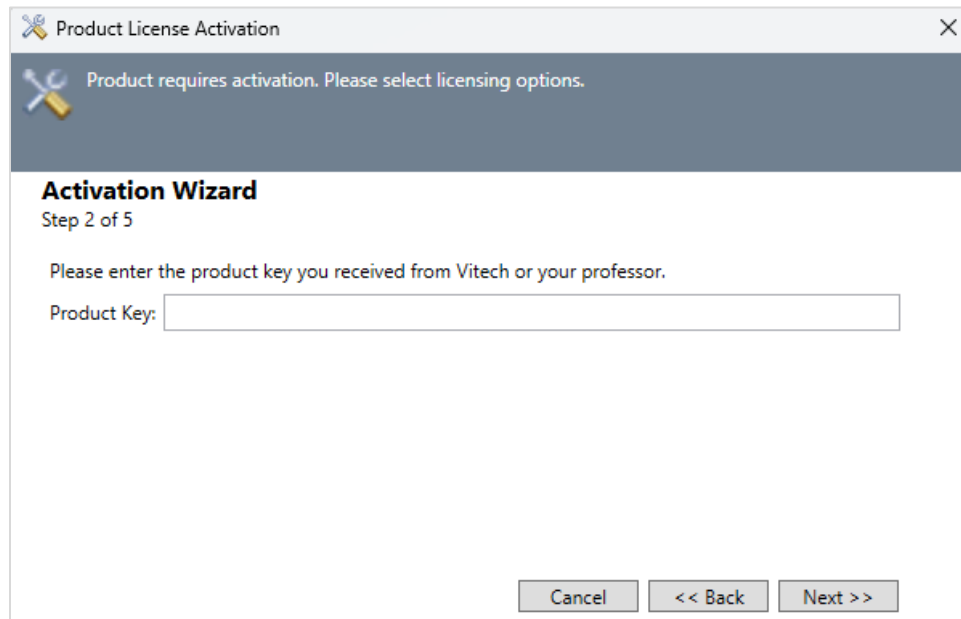 Product License Activation
Product requires activation. Please select licensing options.
Activation Wizard
Step 2 of 5
Please enter the product key you received from Vitech or your professor.
Product Key:
Cancel
<< Back
Next >>